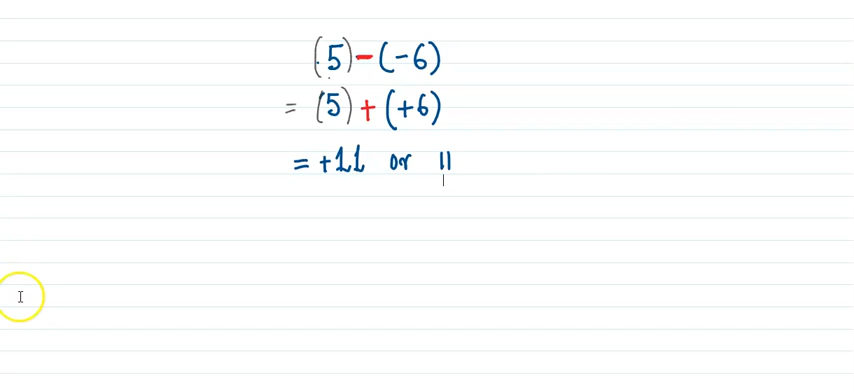 (5) - (-6)
= (5) + (+6)
= +11 or 11